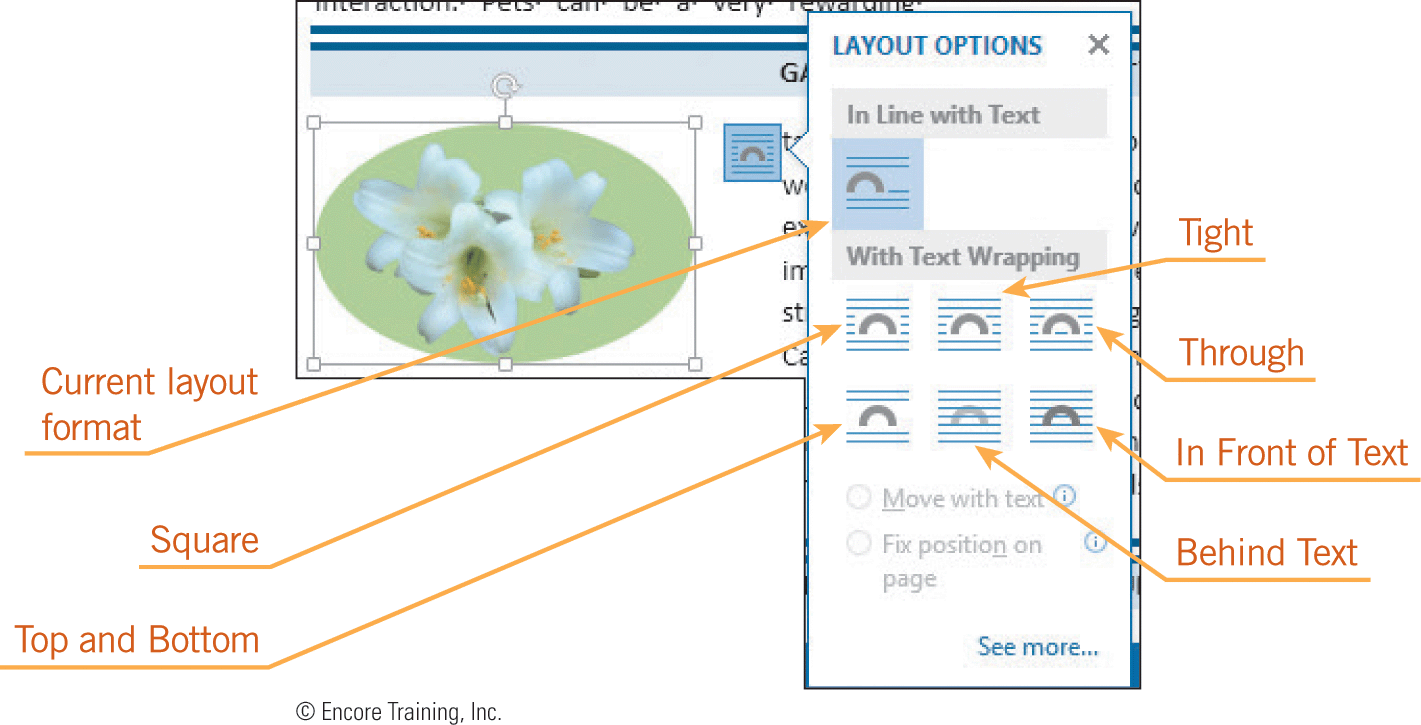 interaction. Pets can be a very rewarding
LAYOUT OPTIONS
GA
In Line with Text
Tight
With Text Wrapping
Through
Current layout
format
In Front of Text
Move with text
Square
Fix position on
page
Behind Text
Top and Bottom
See more...
© Encore Training, Inc.